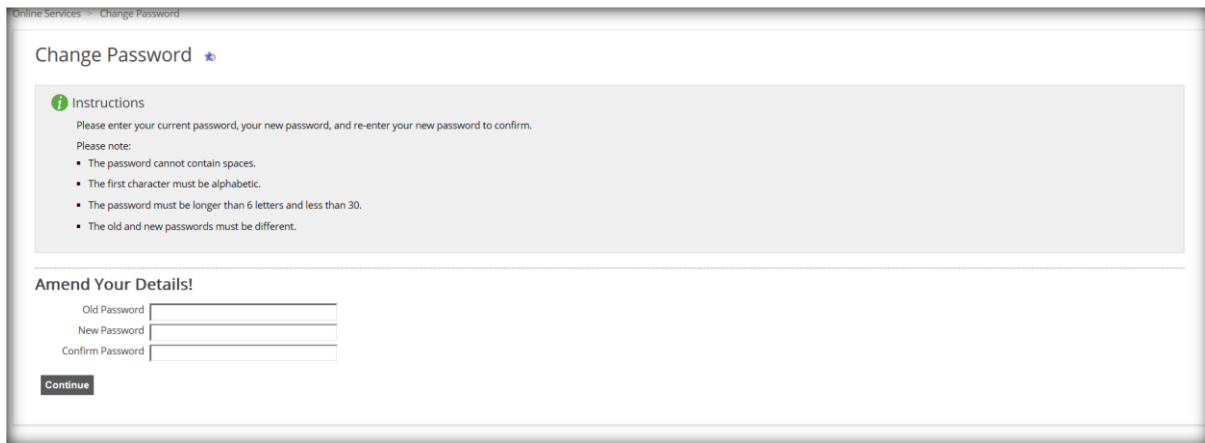 Online Services > Change Password
Change Password
Instructions
Please enter your current password, your new password, and re-enter your new password to confirm.
Please note:
▪ The password cannot contain spaces.
▪ The first character must be alphabetic.
▪ The password must be longer than 6 letters and less than 30.
▪ The old and new passwords must be different.
Amend Your Details!
Old Password
New Password
Confirm Password
Continue